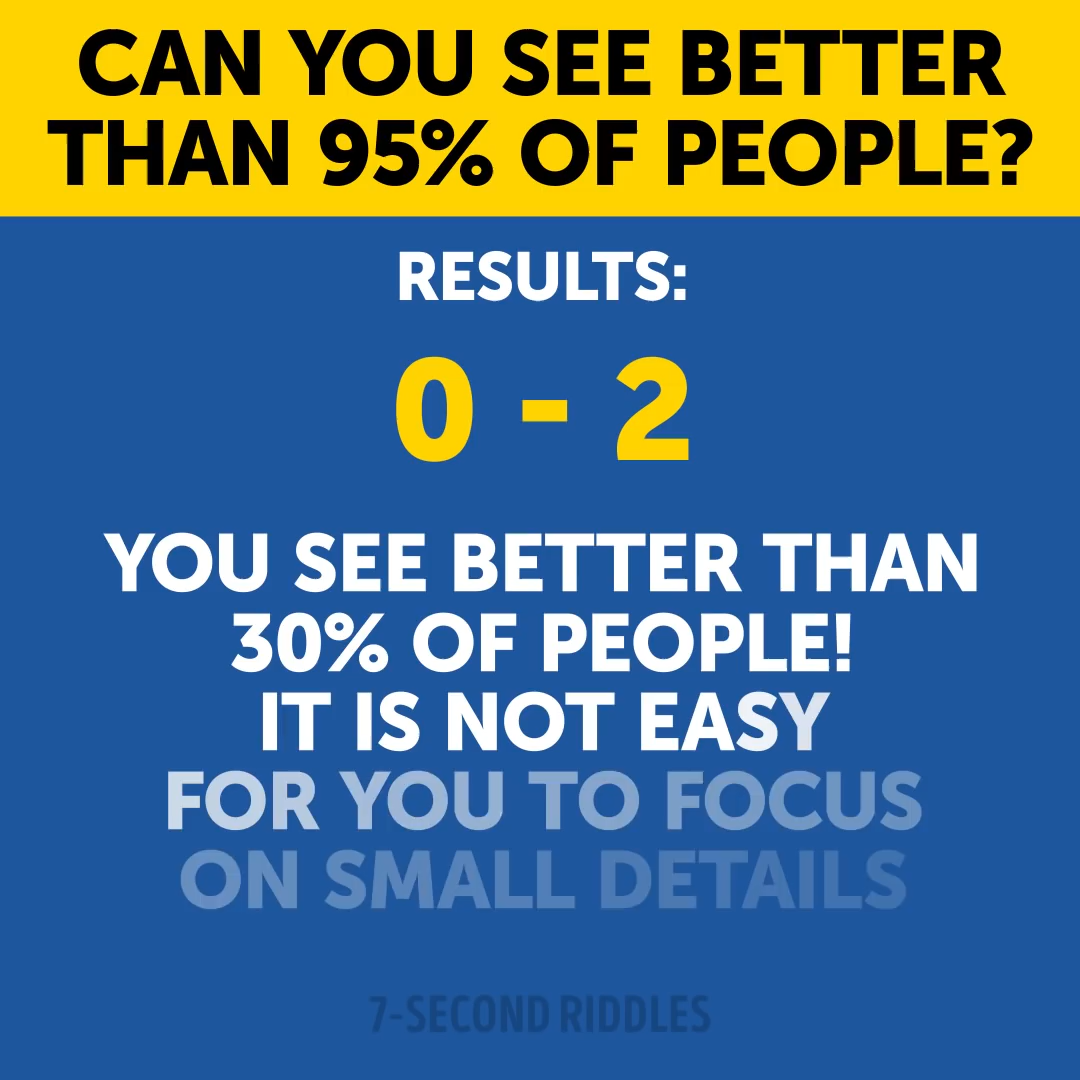 CAN YOU SEE BETTER
THAN 95% OF PEOPLE?
RESULTS:
0 - 2
YOU SEE BETTER THAN
30% OF PEOPLE!
IT IS NOT EASY
FOR YOU TO FOCUS
ON SMALL DETAILS
7-SECOND RIDDLES